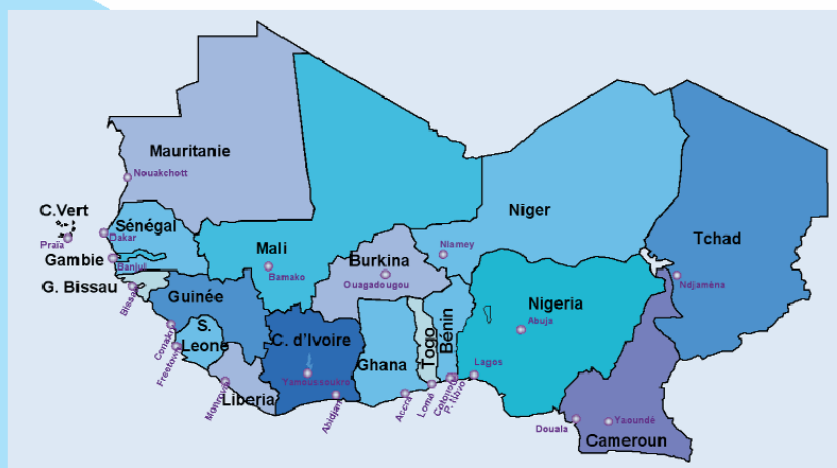 Mauritanie
Nouakchott
C.Vert
Praïa
Sénégal
Dakar
Gambie
Banjul
G. Bissau
Bissau
Mali
Bamako
Burkina
Ouagadougou
Niger
Niamey
Tchad
Ndjaména
Guinée
Conakry
S.
Leone
Freetown
Liberia
Monrovia
C. d'Ivoire
Yamoussoukro
Abidjan
Ghana
Accra
Togo
Lomé
Bénin
Cotonou
P. Novo
Nigeria
Abuja
Lagos
Cameroun
Douala
Yaoundé